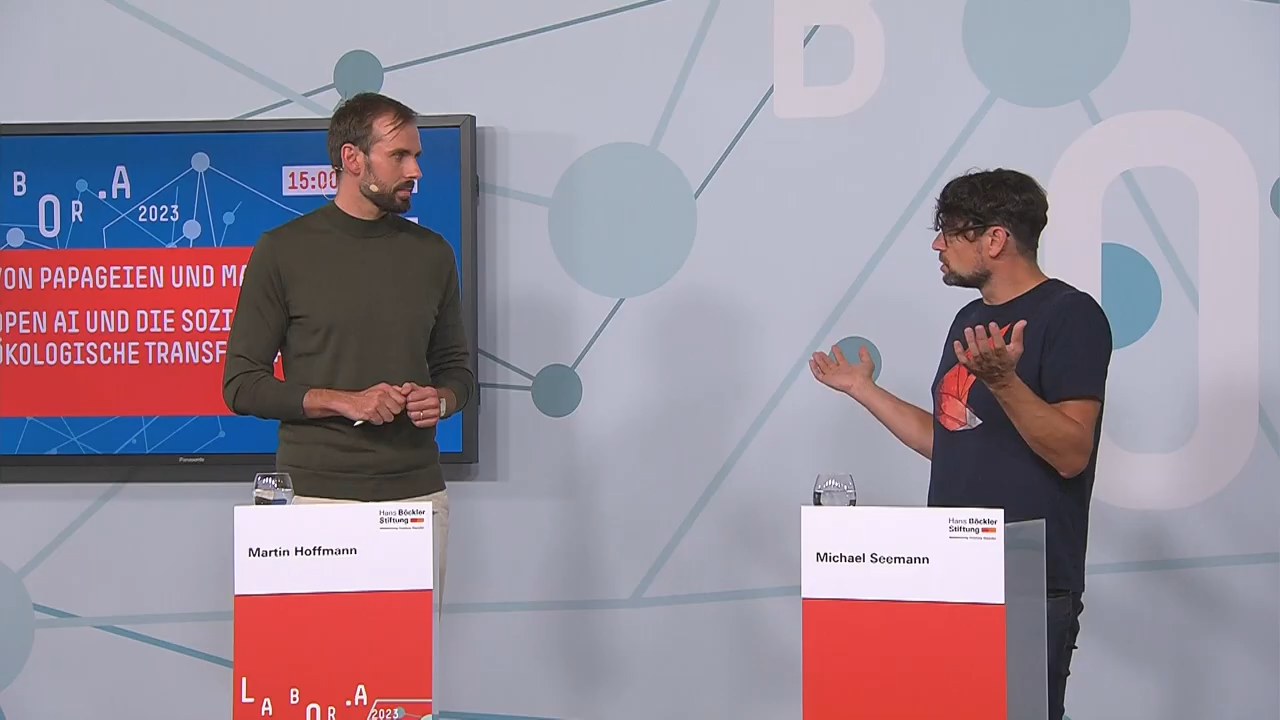 B O R .A
2023
15:00
VON PAPAGEIEN UND MA
OPEN AI UND DIE SOZI
ÖKOLOGISCHE TRANSF
Panasonic
Hans Böckler
Stiftung
Martin Hoffmann
L A B O R .A
2023
Hans Böckler
Stiftung
Michael Seemann
B
O